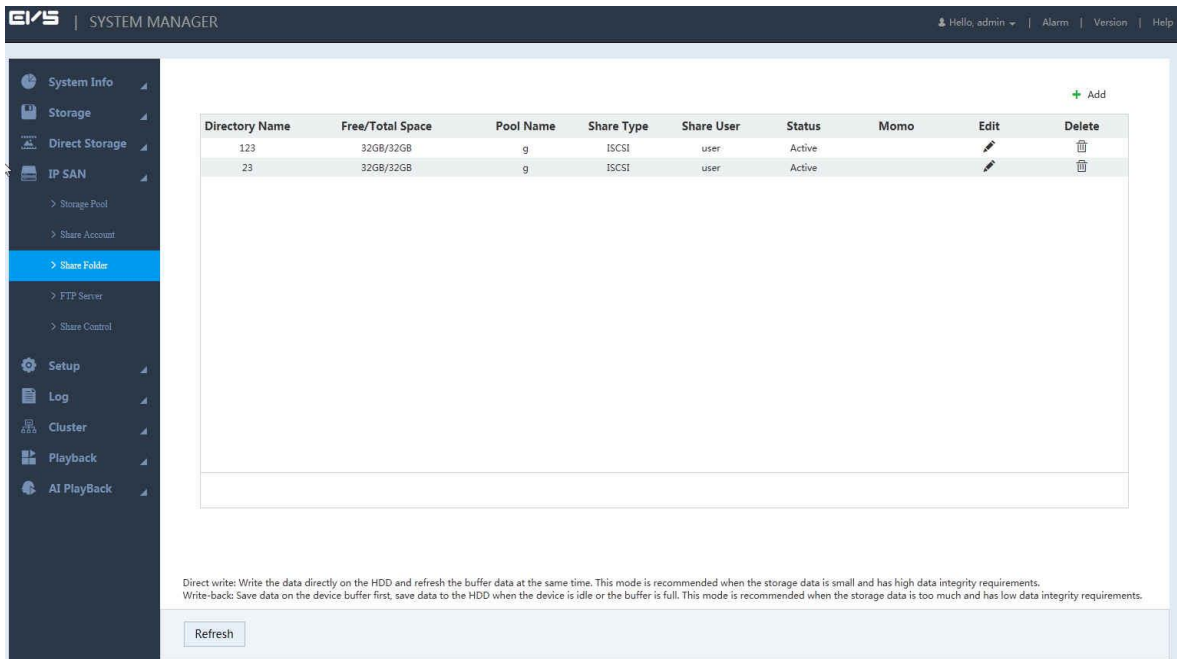 EVS | SYSTEM MANAGER
Hello, admin | Alarm | Version | Help
System Info
Storage
Direct Storage
IP SAN
> Storage Pool
> Share Account
> Share Folder
> FTP Server
> Share Control
Setup
Log
Cluster
Playback
AI PlayBack
+ Add
Directory Name Free/Total Space Pool Name Share Type Share User Status Momo Edit Delete
123 32GB/32GB g ISCSI user Active
23 32GB/32GB g ISCSI user Active
Direct write: Write the data directly on the HDD and refresh the buffer data at the same time. This mode is recommended when the storage data is small and has high data integrity requirements.
Write-back: Save data on the device buffer first, save data to the HDD when the device is idle or the buffer is full. This mode is recommended when the storage data is too much and has low data integrity requirements.
Refresh